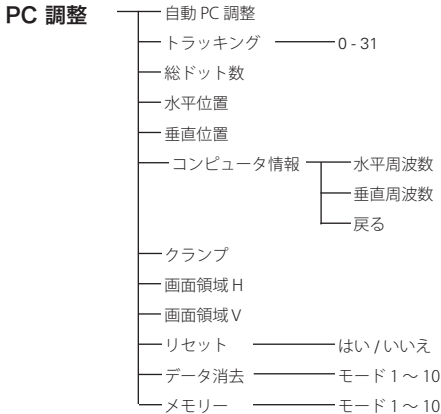 PC 調整
自動 PC 調整
トラッキング 0 - 31
総ドット数
水平位置
垂直位置
コンピュータ情報 水平周波数
垂直周波数
戻る
クランプ
画面領域 H
画面領域 V
リセット はい / いいえ
データ消去 モード 1 ～ 10
メモリー モード 1 ～ 10